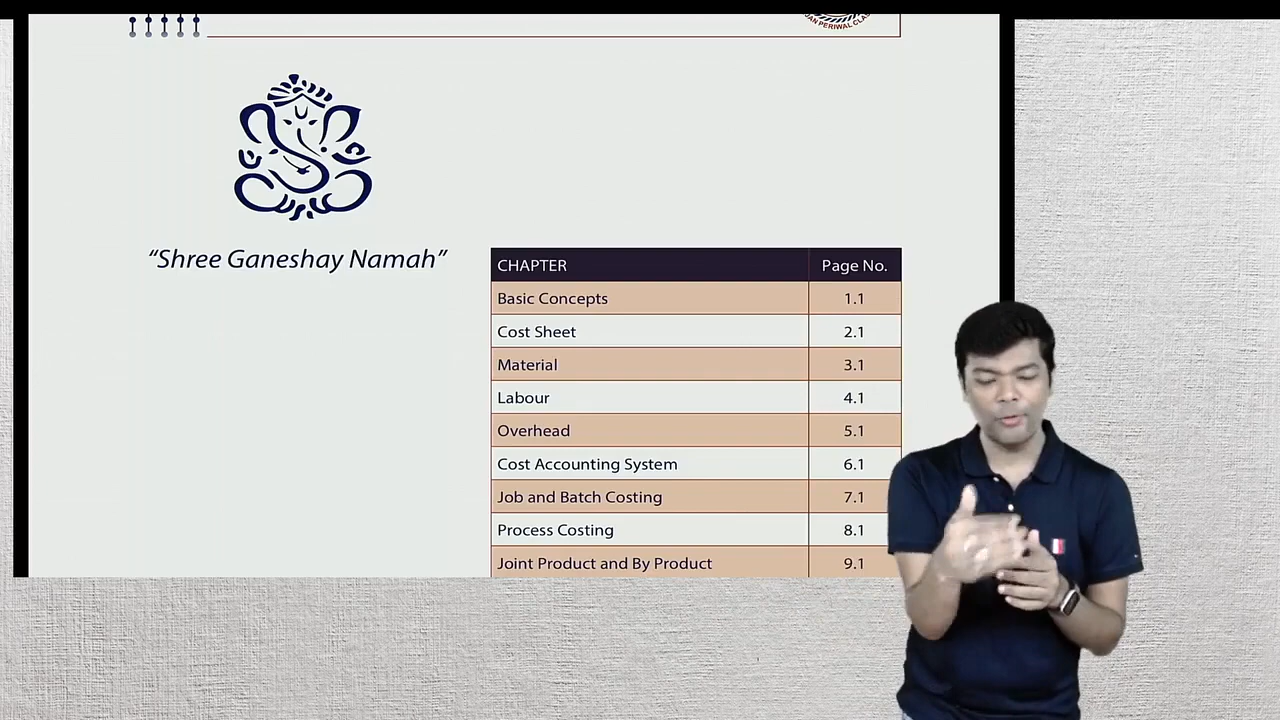 PERIWAL CLA
“Shree Ganeshay Namah”
CHAPTER Page No.
Basic Concepts 1.1
Cost Sheet 2.1
Material 3.1
Labour 4.1
Overhead 5.1
Cost Accounting System 6.1
Job and Batch Costing 7.1
Process Costing 8.1
Joint Product and By Product 9.1